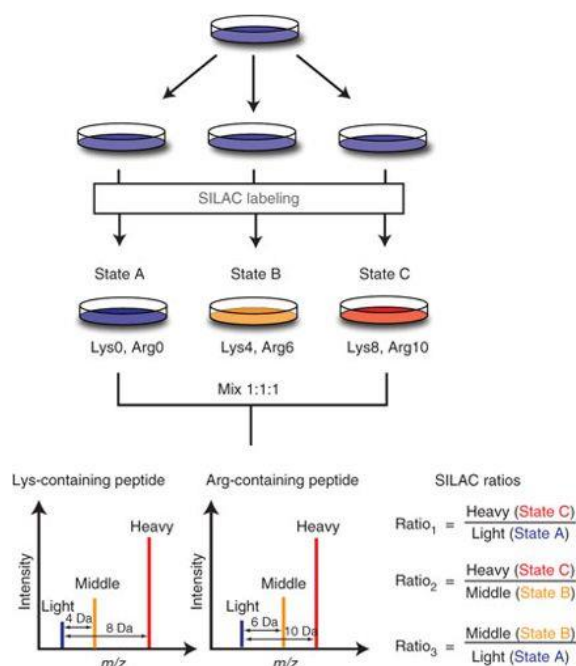 SILAC labeling
State A
State B
State C
Lys0, Arg0
Lys4, Arg6
Lys8, Arg10
Mix 1:1:1
Lys-containing peptide
Intensity
Light
Middle
Heavy
4 Da
8 Da
m/z
Arg-containing peptide
Intensity
Light
Middle
Heavy
6 Da
10 Da
m/z
SILAC ratios
Ratio1 = Heavy (State C)
Light (State A)
Ratio2 = Heavy (State C)
Middle (State B)
Ratio3 = Middle (State B)
Light (State A)